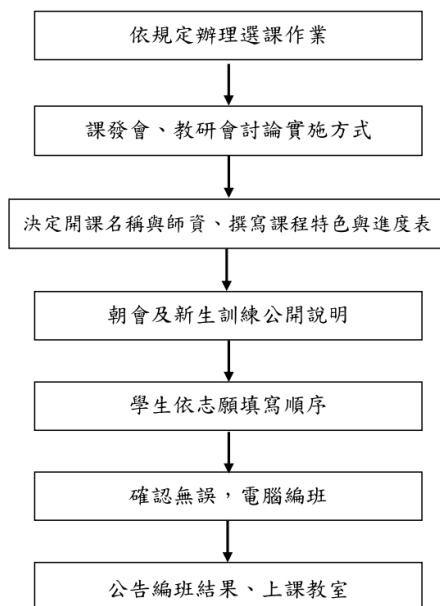 依規定辦理選課作業
課發會、教研會討論實施方式
決定開課名稱與師資、撰寫課程特色與進度表
朝會及新生訓練公開說明
學生依志願填寫順序
確認無誤，電腦編班
公告編班結果、上課教室